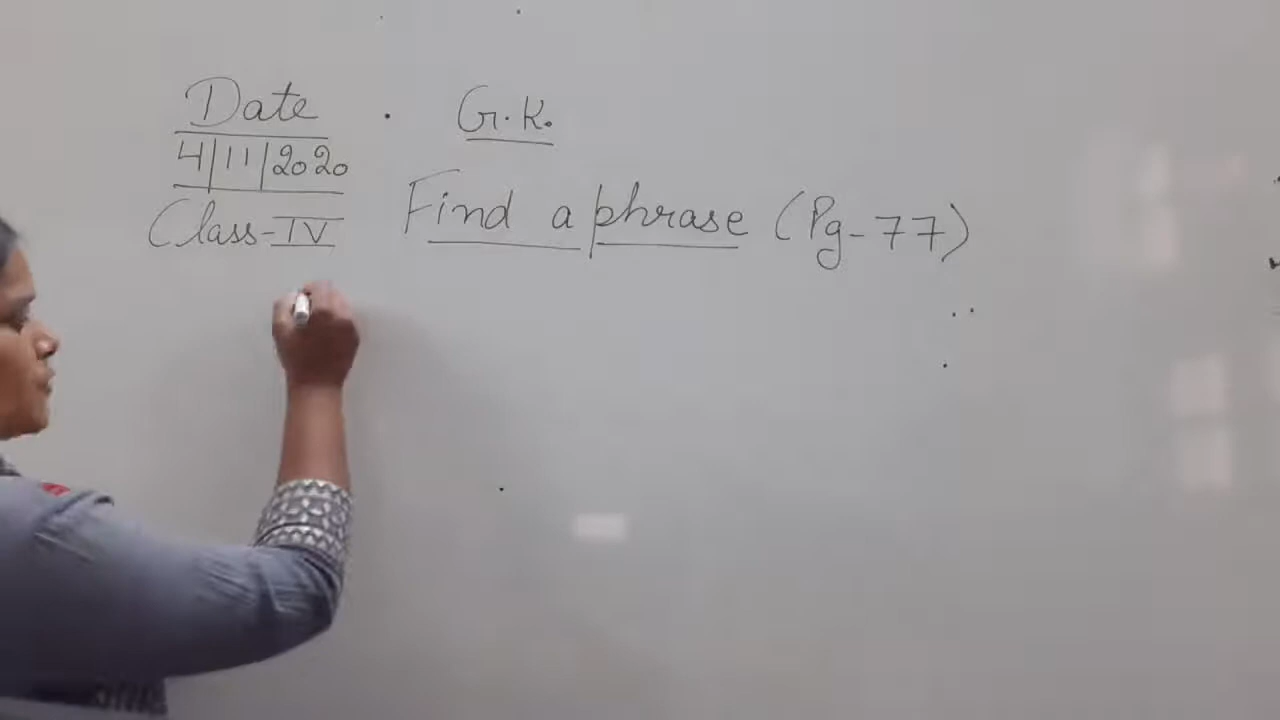 Date
4/11/2020
Class-IV
G.K.
Find a phrase (Pg-77)